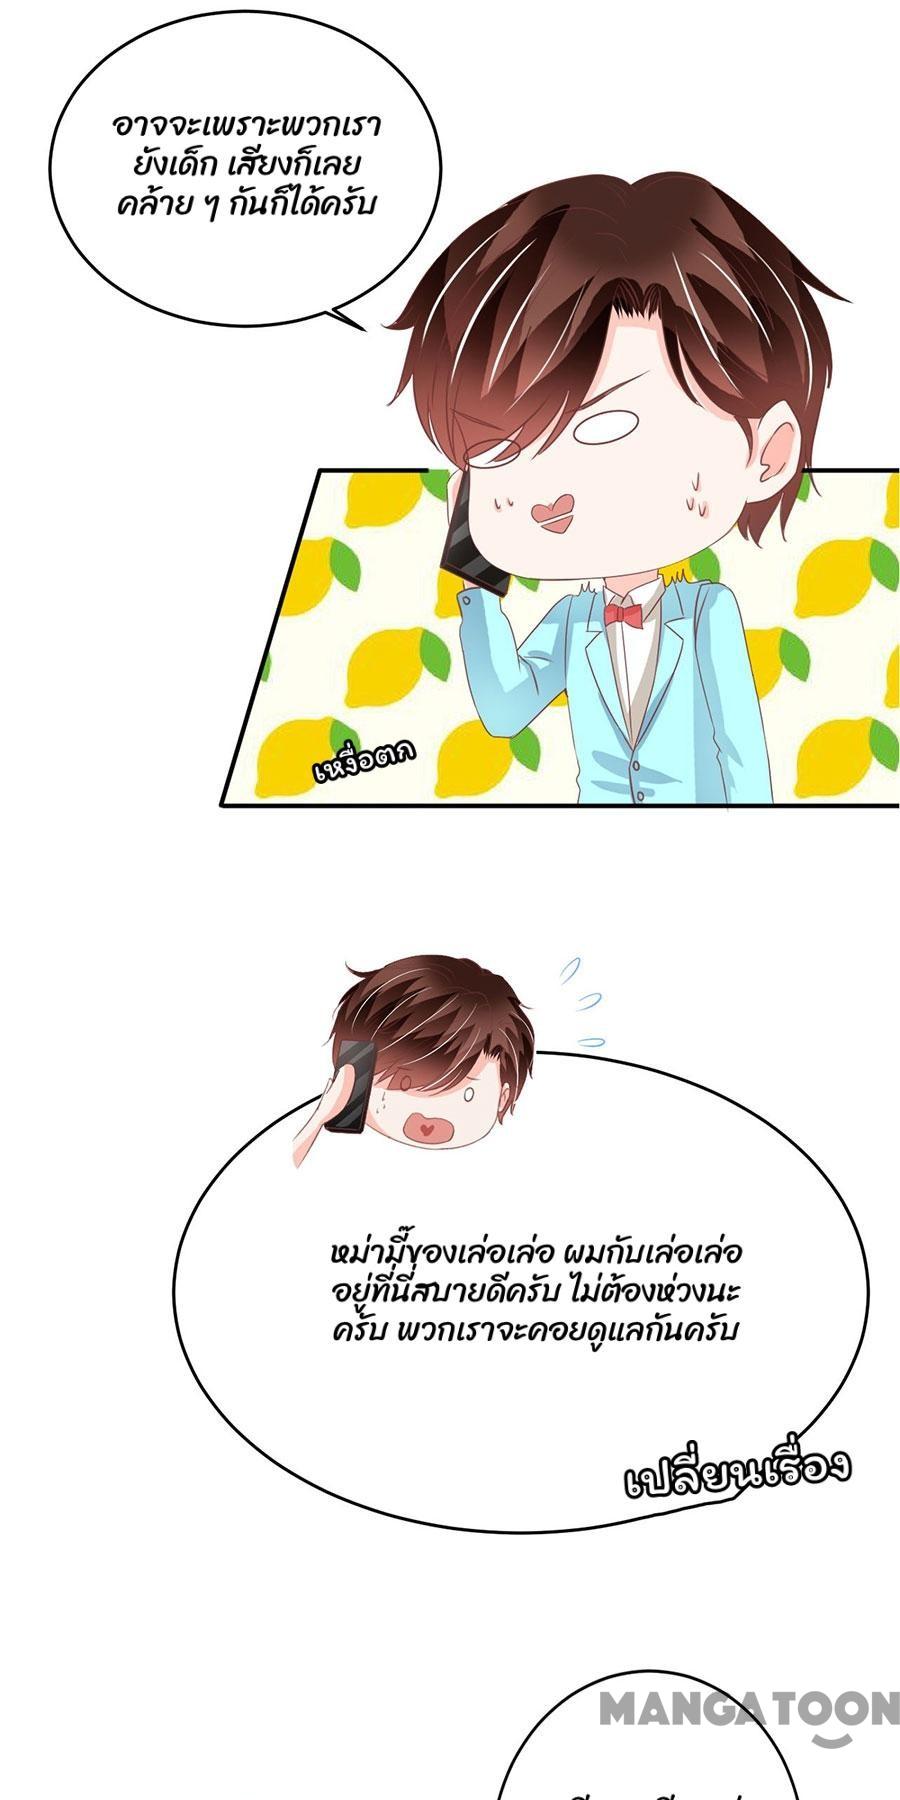 อาจจะเพราะพวกเรา
ยังเด็ก เสียงก็เลย
คล้าย ๆ กันก็ได้ครับ
เหงื่อตก
หม่ามี๊ของเล่อเล่อ ผมกับเล่อเล่อ
อยู่ที่นี่สบายดีครับ ไม่ต้องห่วงนะ
ครับ พวกเราจะคอยดูแลกันครับ
เปลี่ยนเรื่อง
MANGATOON